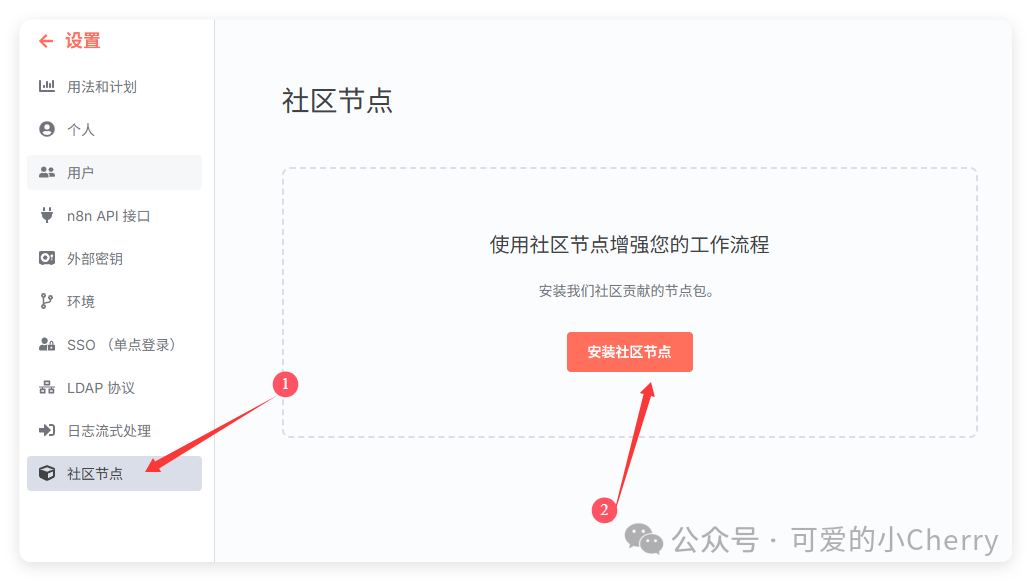 设置
用法和计划
个人
用户
n8n API 接口
外部密钥
环境
SSO （单点登录）
LDAP 协议
日志流式处理
社区节点
社区节点
使用社区节点增强您的工作流程
安装我们社区贡献的节点包。
安装社区节点
1
2
公众号 · 可爱的小Cherry